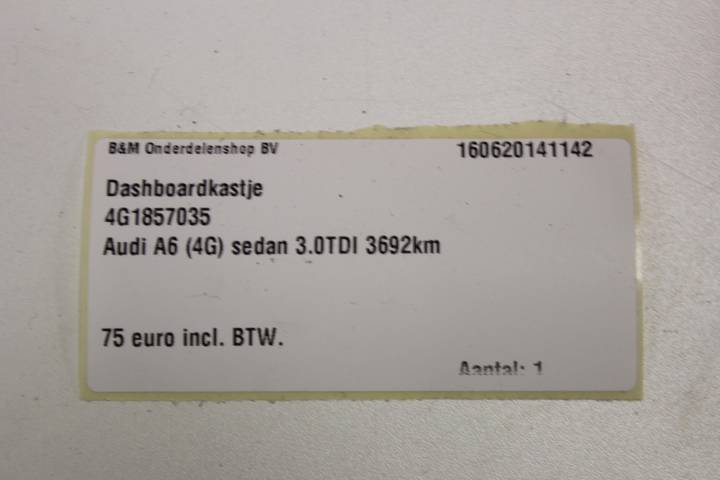 B&M Onderdelenshop BV 160620141142
Dashboardkastje
4G1857035
Audi A6 (4G) sedan 3.0TDI 3692km
75 euro incl. BTW.
Aantal: 1